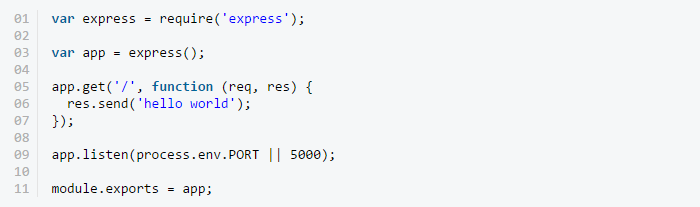 01 var express = require('express');
02
03 var app = express();
04
05 app.get('/', function (req, res) {
06   res.send('hello world');
07 });
08
09 app.listen(process.env.PORT || 5000);
10
11 module.exports = app;